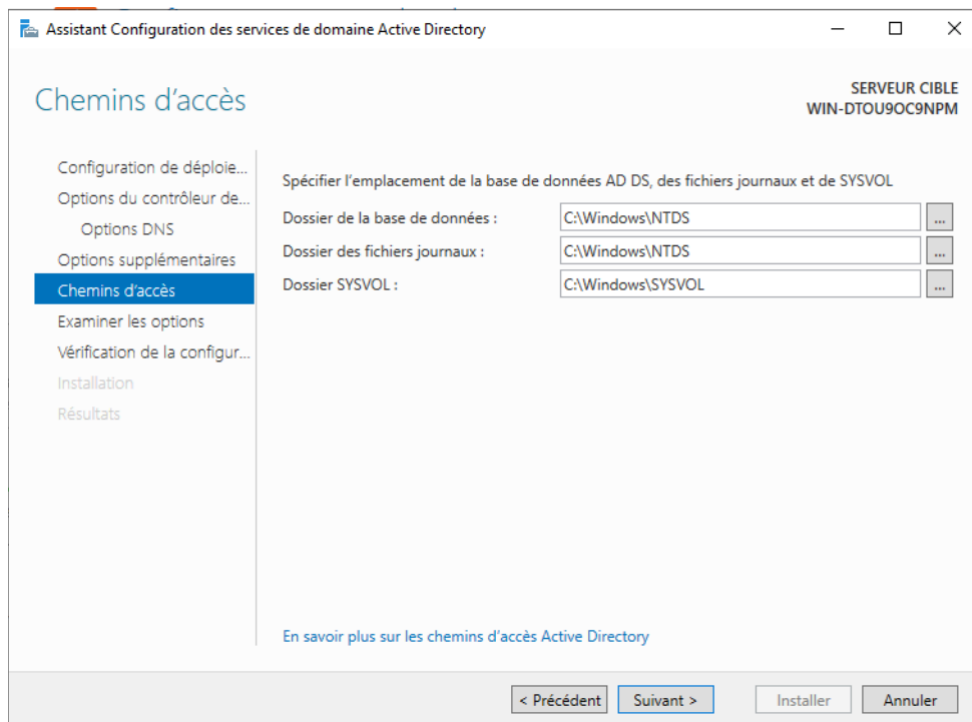 Assistant Configuration des services de domaine Active Directory
Chemins d'accès
SERVEUR CIBLE
WIN-DTOU9OC9NPM
Configuration de déploie...
Options du contrôleur de...
Options DNS
Options supplémentaires
Chemins d'accès
Examiner les options
Vérification de la configur...
Installation
Résultats
Spécifier l'emplacement de la base de données AD DS, des fichiers journaux et de SYSVOL
Dossier de la base de données : C:\Windows\NTDS ...
Dossier des fichiers journaux : C:\Windows\NTDS ...
Dossier SYSVOL : C:\Windows\SYSVOL ...
En savoir plus sur les chemins d'accès Active Directory
< Précédent Suivant > Installer Annuler